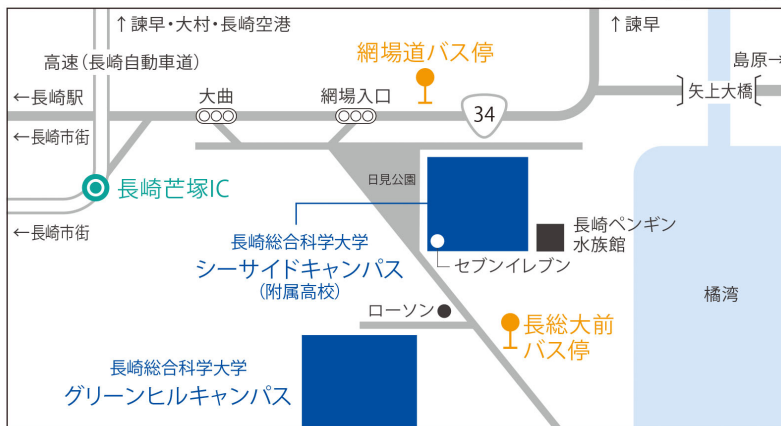 ↑諫早・大村・長崎空港
↑諫早
高速（長崎自動車道）
網場道バス停
島原→
←長崎駅
大曲
網場入口
34
矢上大橋
←長崎市街
日見公園
長崎芒塚IC
←長崎市街
長崎総合科学大学
シーサイドキャンパス
（附属高校）
長崎ペンギン
水族館
セブンイレブン
橘湾
ローソン
長総大前
バス停
長崎総合科学大学
グリーンヒルキャンパス